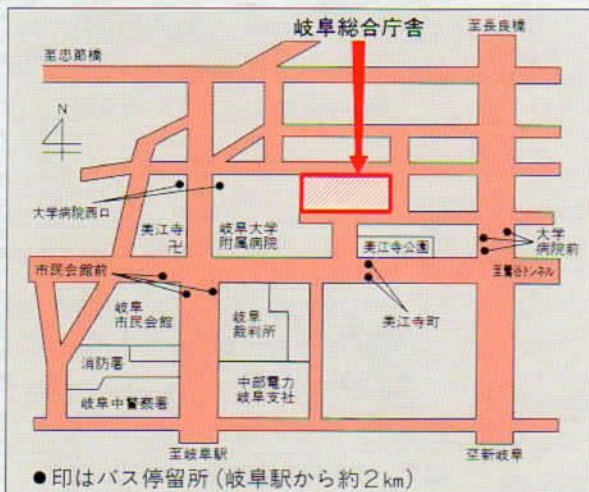 岐阜総合庁舎
至長良橋
至忠節橋
N
大学病院西口
美江寺
卍
岐阜大学
附属病院
美江寺公園
大学
病院前
市民会館前
至鶯谷トンネル
岐阜
市民会館
岐阜
裁判所
美江寺町
消防署
中部電力
岐阜支社
岐阜中警察署
至岐阜駅
至新岐阜
●印はバス停留所(岐阜駅から約2km)